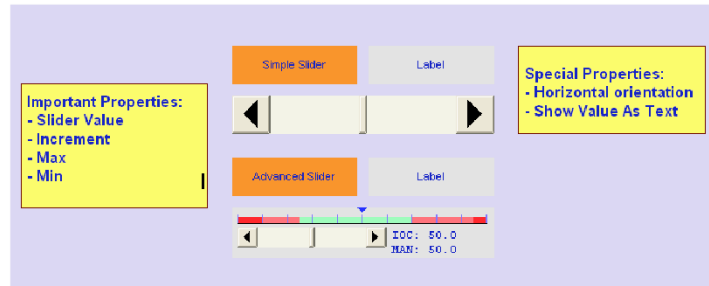 Important Properties:
- Slider Value
- Increment
- Max
- Min
Simple Slider
Label
Advanced Slider
Label
IOC: 50.0
MAN: 50.0
Special Properties:
- Horizontal orientation
- Show Value As Text